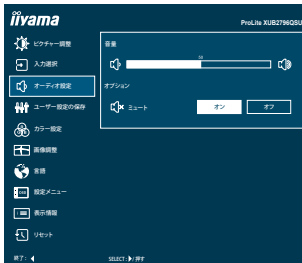 iiyama
ProLite XUB2796QSU
ピクチャー調整
入力選択
オーディオ設定
ユーザー設定の保存
カラー設定
画像調整
言語
設定メニュー
表示情報
リセット
音量
50
オプション
ミュート
オン
オフ
終了:
SELECT : / 押す